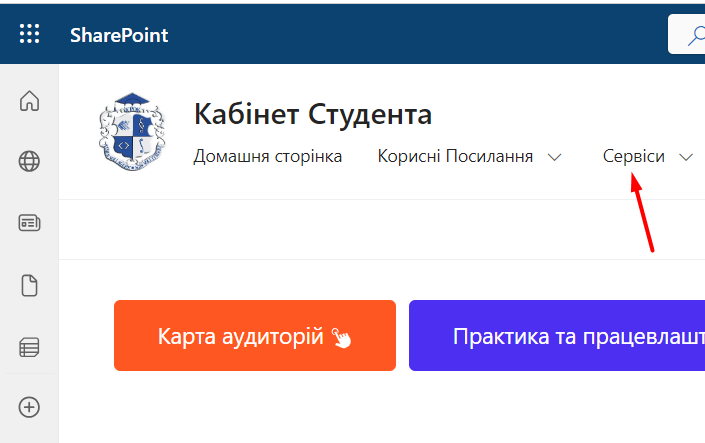 SharePoint
Кабінет Студента
Домашня сторінка Корисні Посилання Сервіси
Карта аудиторій Практика та працевлашт